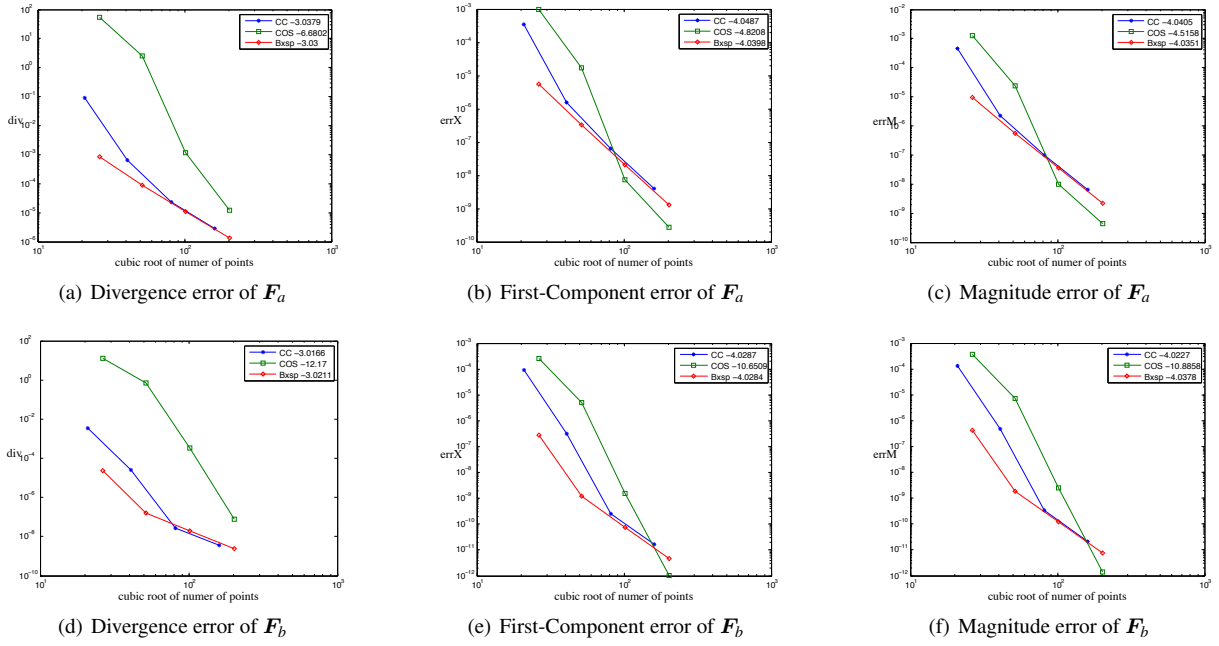 10^2
10^1
10^0
10^-1
10^-2
10^-3
10^-4
10^-5
10^-6
div
10^1
10^2
10^3
cubic root of numer of points
CC −3.0379
COS −6.6802
Bxsp −3.03
(a) Divergence error of F_a
10^-3
10^-4
10^-5
10^-6
10^-7
10^-8
10^-9
10^-10
errX
10^1
10^2
10^3
cubic root of numer of points
CC −4.0487
COS −4.8208
Bxsp −4.0398
(b) First-Component error of F_a
10^-2
10^-3
10^-4
10^-5
10^-6
10^-7
10^-8
10^-9
10^-10
errM
10^1
10^2
10^3
cubic root of numer of points
CC −4.0405
COS −4.5158
Bxsp −4.0351
(c) Magnitude error of F_a
10^2
10^0
10^-2
10^-4
10^-6
10^-8
10^-10
div
10^1
10^2
10^3
cubic root of numer of points
CC −3.0166
COS −12.17
Bxsp −3.0211
(d) Divergence error of F_b
10^-3
10^-4
10^-5
10^-6
10^-7
10^-8
10^-9
10^-10
10^-11
10^-12
errX
10^1
10^2
10^3
cubic root of numer of points
CC −4.0287
COS −10.6509
Bxsp −4.0284
(e) First-Component error of F_b
10^-3
10^-4
10^-5
10^-6
10^-7
10^-8
10^-9
10^-10
10^-11
10^-12
errM
10^1
10^2
10^3
cubic root of numer of points
CC −4.0227
COS −10.8858
Bxsp −4.0378
(f) Magnitude error of F_b